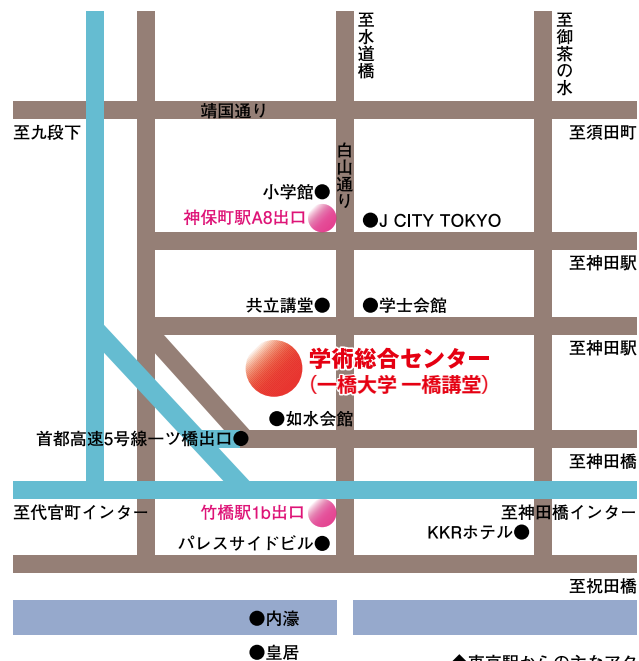 至水道橋
至御茶の水
靖国通り
至九段下
至須田町
白山通り
小学館●
神保町駅A8出口
●J CITY TOKYO
至神田駅
共立講堂●
●学士会館
至神田駅
学術総合センター
（一橋大学 一橋講堂）
●如水会館
首都高速5号線一ツ橋出口●
至神田橋
至代官町インター
竹橋駅1b出口
至神田橋インター
KKRホテル●
パレスサイドビル●
至祝田橋
●内濠
●皇居